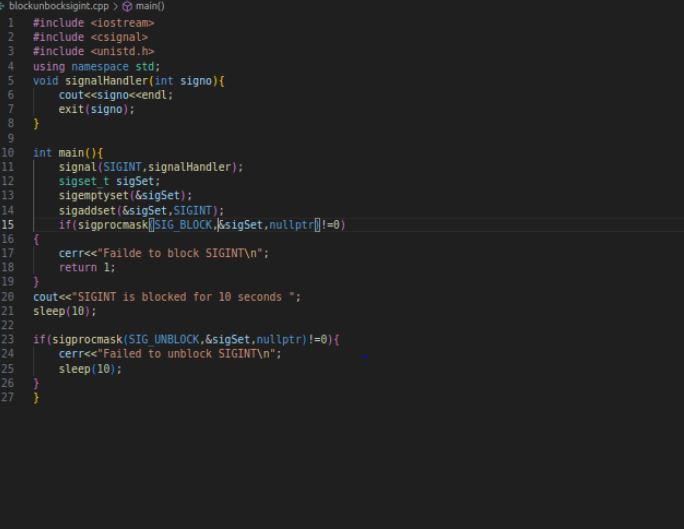 blockunbocksigint.cpp > main()
1 #include <iostream>
2 #include <csignal>
3 #include <unistd.h>
4 using namespace std;
5 void signalHandler(int signo){
6 cout<<signo<<endl;
7 exit(signo);
8 }
9
10 int main(){
11 signal(SIGINT,signalHandler);
12 sigset_t sigSet;
13 sigemptyset(&sigSet);
14 sigaddset(&sigSet,SIGINT);
15 if(sigprocmask(SIG_BLOCK,&sigSet,nullptr)!=0)
16 {
17 cerr<<"Failde to block SIGINT\n";
18 return 1;
19 }
20 cout<<"SIGINT is blocked for 10 seconds ";
21 sleep(10);
22
23 if(sigprocmask(SIG_UNBLOCK,&sigSet,nullptr)!=0){
24 cerr<<"Failed to unblock SIGINT\n";
25 sleep(10);
26 }
27 }